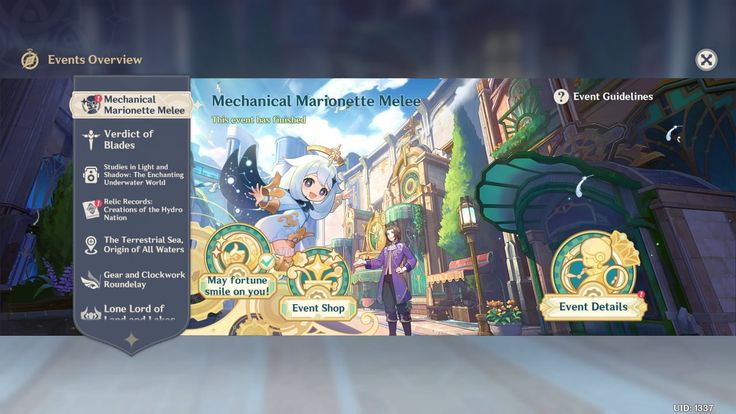 Events Overview
Mechanical
Marionette Melee
Verdict of
Blades
Studies in Light and
Shadow: The Enchanting
Underwater World
Relic Records:
Creations of the Hydro
Nation
The Terrestrial Sea,
Origin of All Waters
Gear and Clockwork
Roundelay
Lone Lord of
Land and Lakes
Mechanical Marionette Melee
This event has finished
? Event Guidelines
May fortune
smile on you!
Event Shop
Event Details
UID: 1337